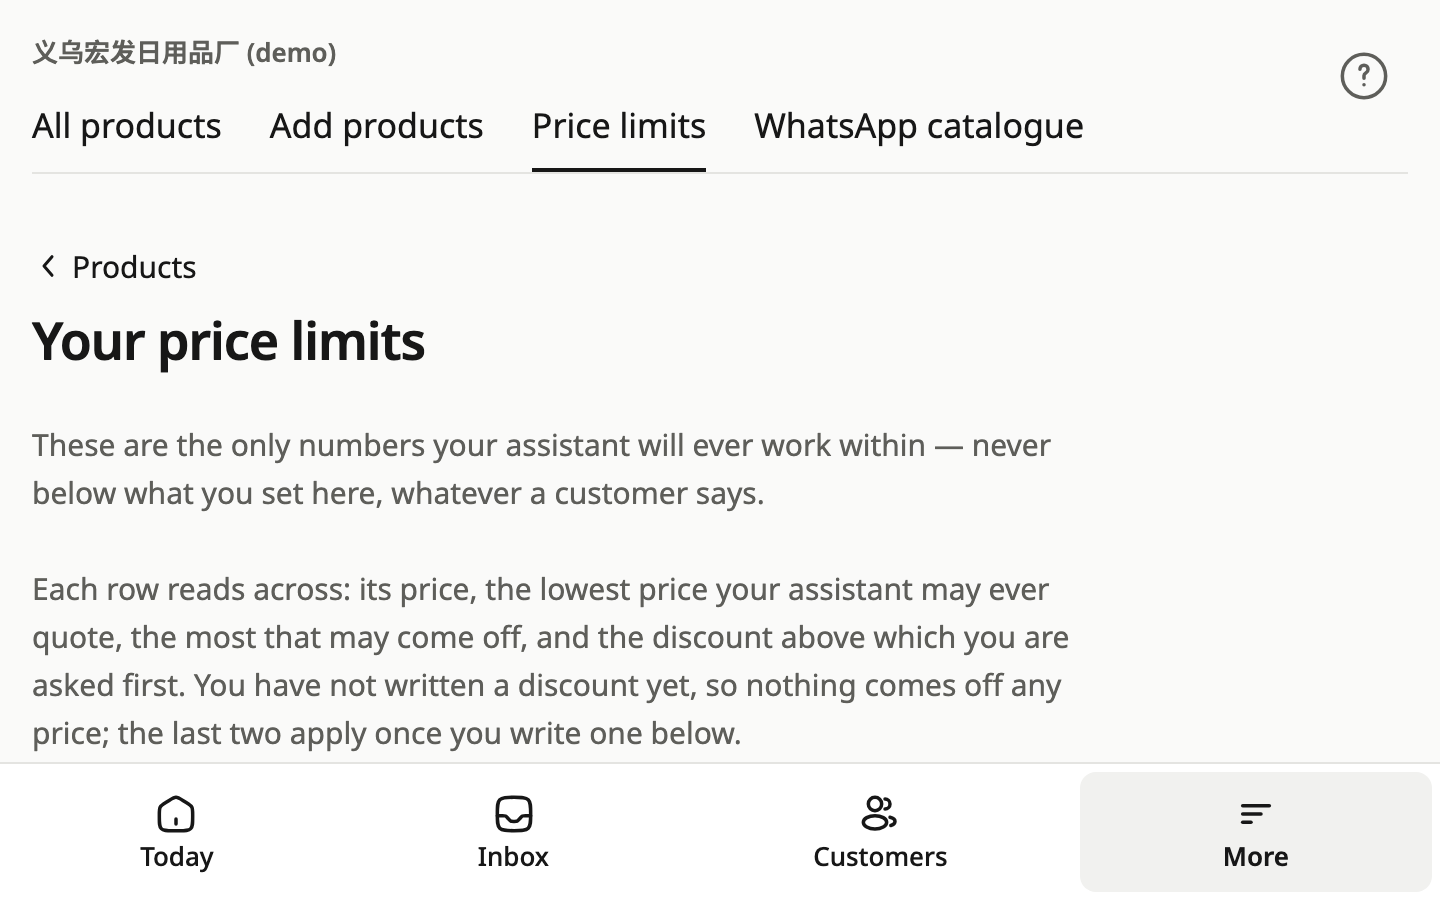 义乌宏发日用品厂 (demo)
All products
Add products
Price limits
WhatsApp catalogue
Products
Your price limits
These are the only numbers your assistant will ever work within — never
below what you set here, whatever a customer says.
Each row reads across: its price, the lowest price your assistant may ever
quote, the most that may come off, and the discount above which you are
asked first. You have not written a discount yet, so nothing comes off any
price; the last two apply once you write one below.
Today
Inbox
Customers
More